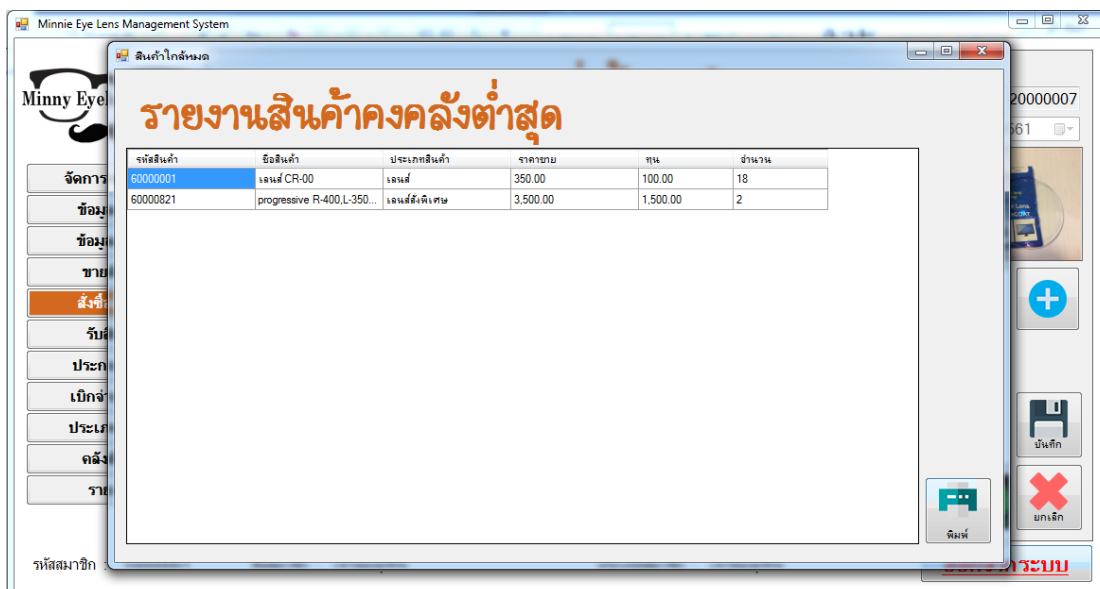 Minnie Eye Lens Management System
สินค้าใกล้หมด
Minny Eyel
รายงานสินค้าคงคลังต่ำสุด
20000007
561
รหัสสินค้า ชื่อสินค้า ประเภทสินค้า ราคาขาย ทุน จำนวน
60000001 เลนส์ CR-00 เลนส์ 350.00 100.00 18
60000821 progressive R-400,L-350... เลนส์สั่งพิเศษ 3,500.00 1,500.00 2
จัดการ
ข้อมู
ข้อมู
ขาย
สั่งซื้อ
รับสิ
ประกั
เบิกจ่า
ประเภ
คลัง
ราย
บันทึก
ยกเลิก
พิมพ์
รหัสสมาชิก :